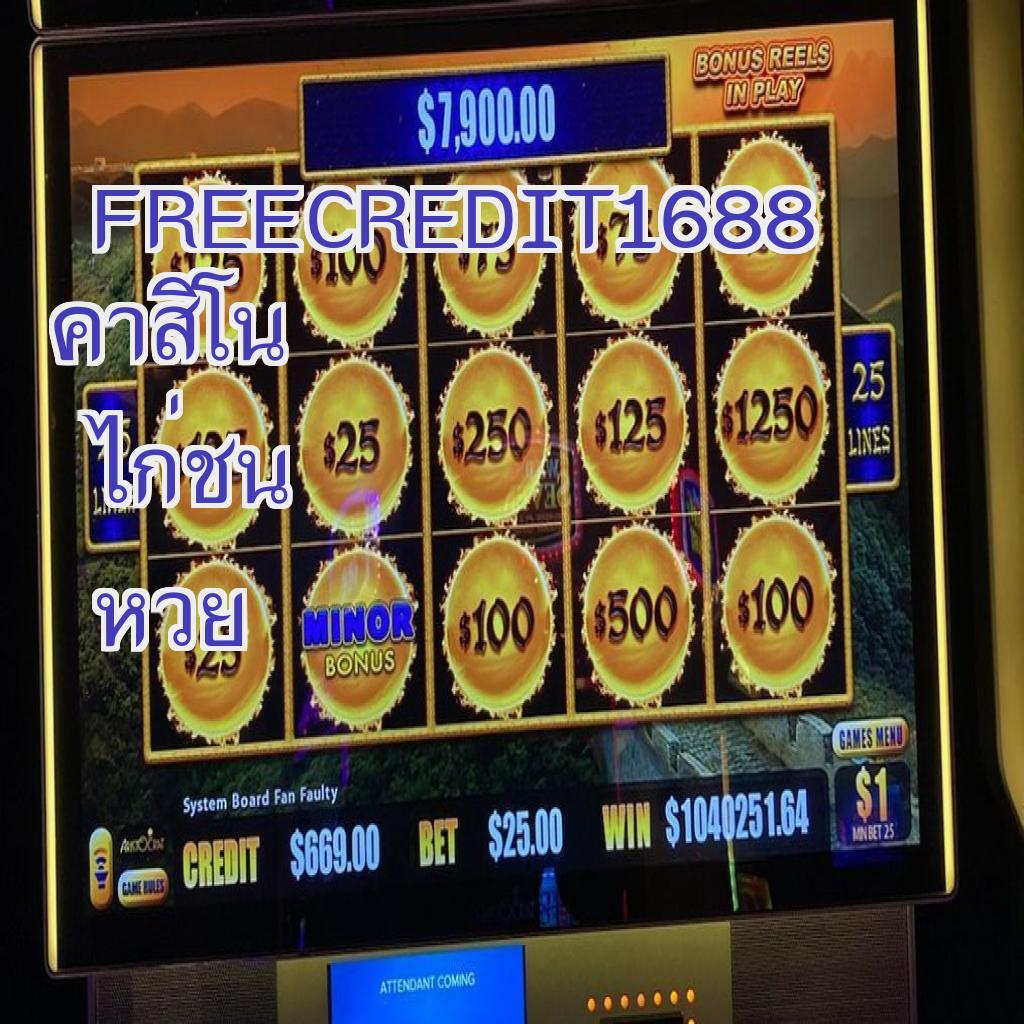 BONUS REELS
IN PLAY
$7,900.00
FREECREDIT1688
$100
คาสิโน
ไก่ชน
หวย
$25
$250
$125
$1250
25
LINES
$25
MINOR
BONUS
$100
$500
$100
GAMES MENU
System Board Fan Faulty
$1
MIN BET 25
ARISTOCRAT
GAME RULES
CREDIT $669.00 BET $25.00 WIN $1040251.64
ATTENDANT COMING